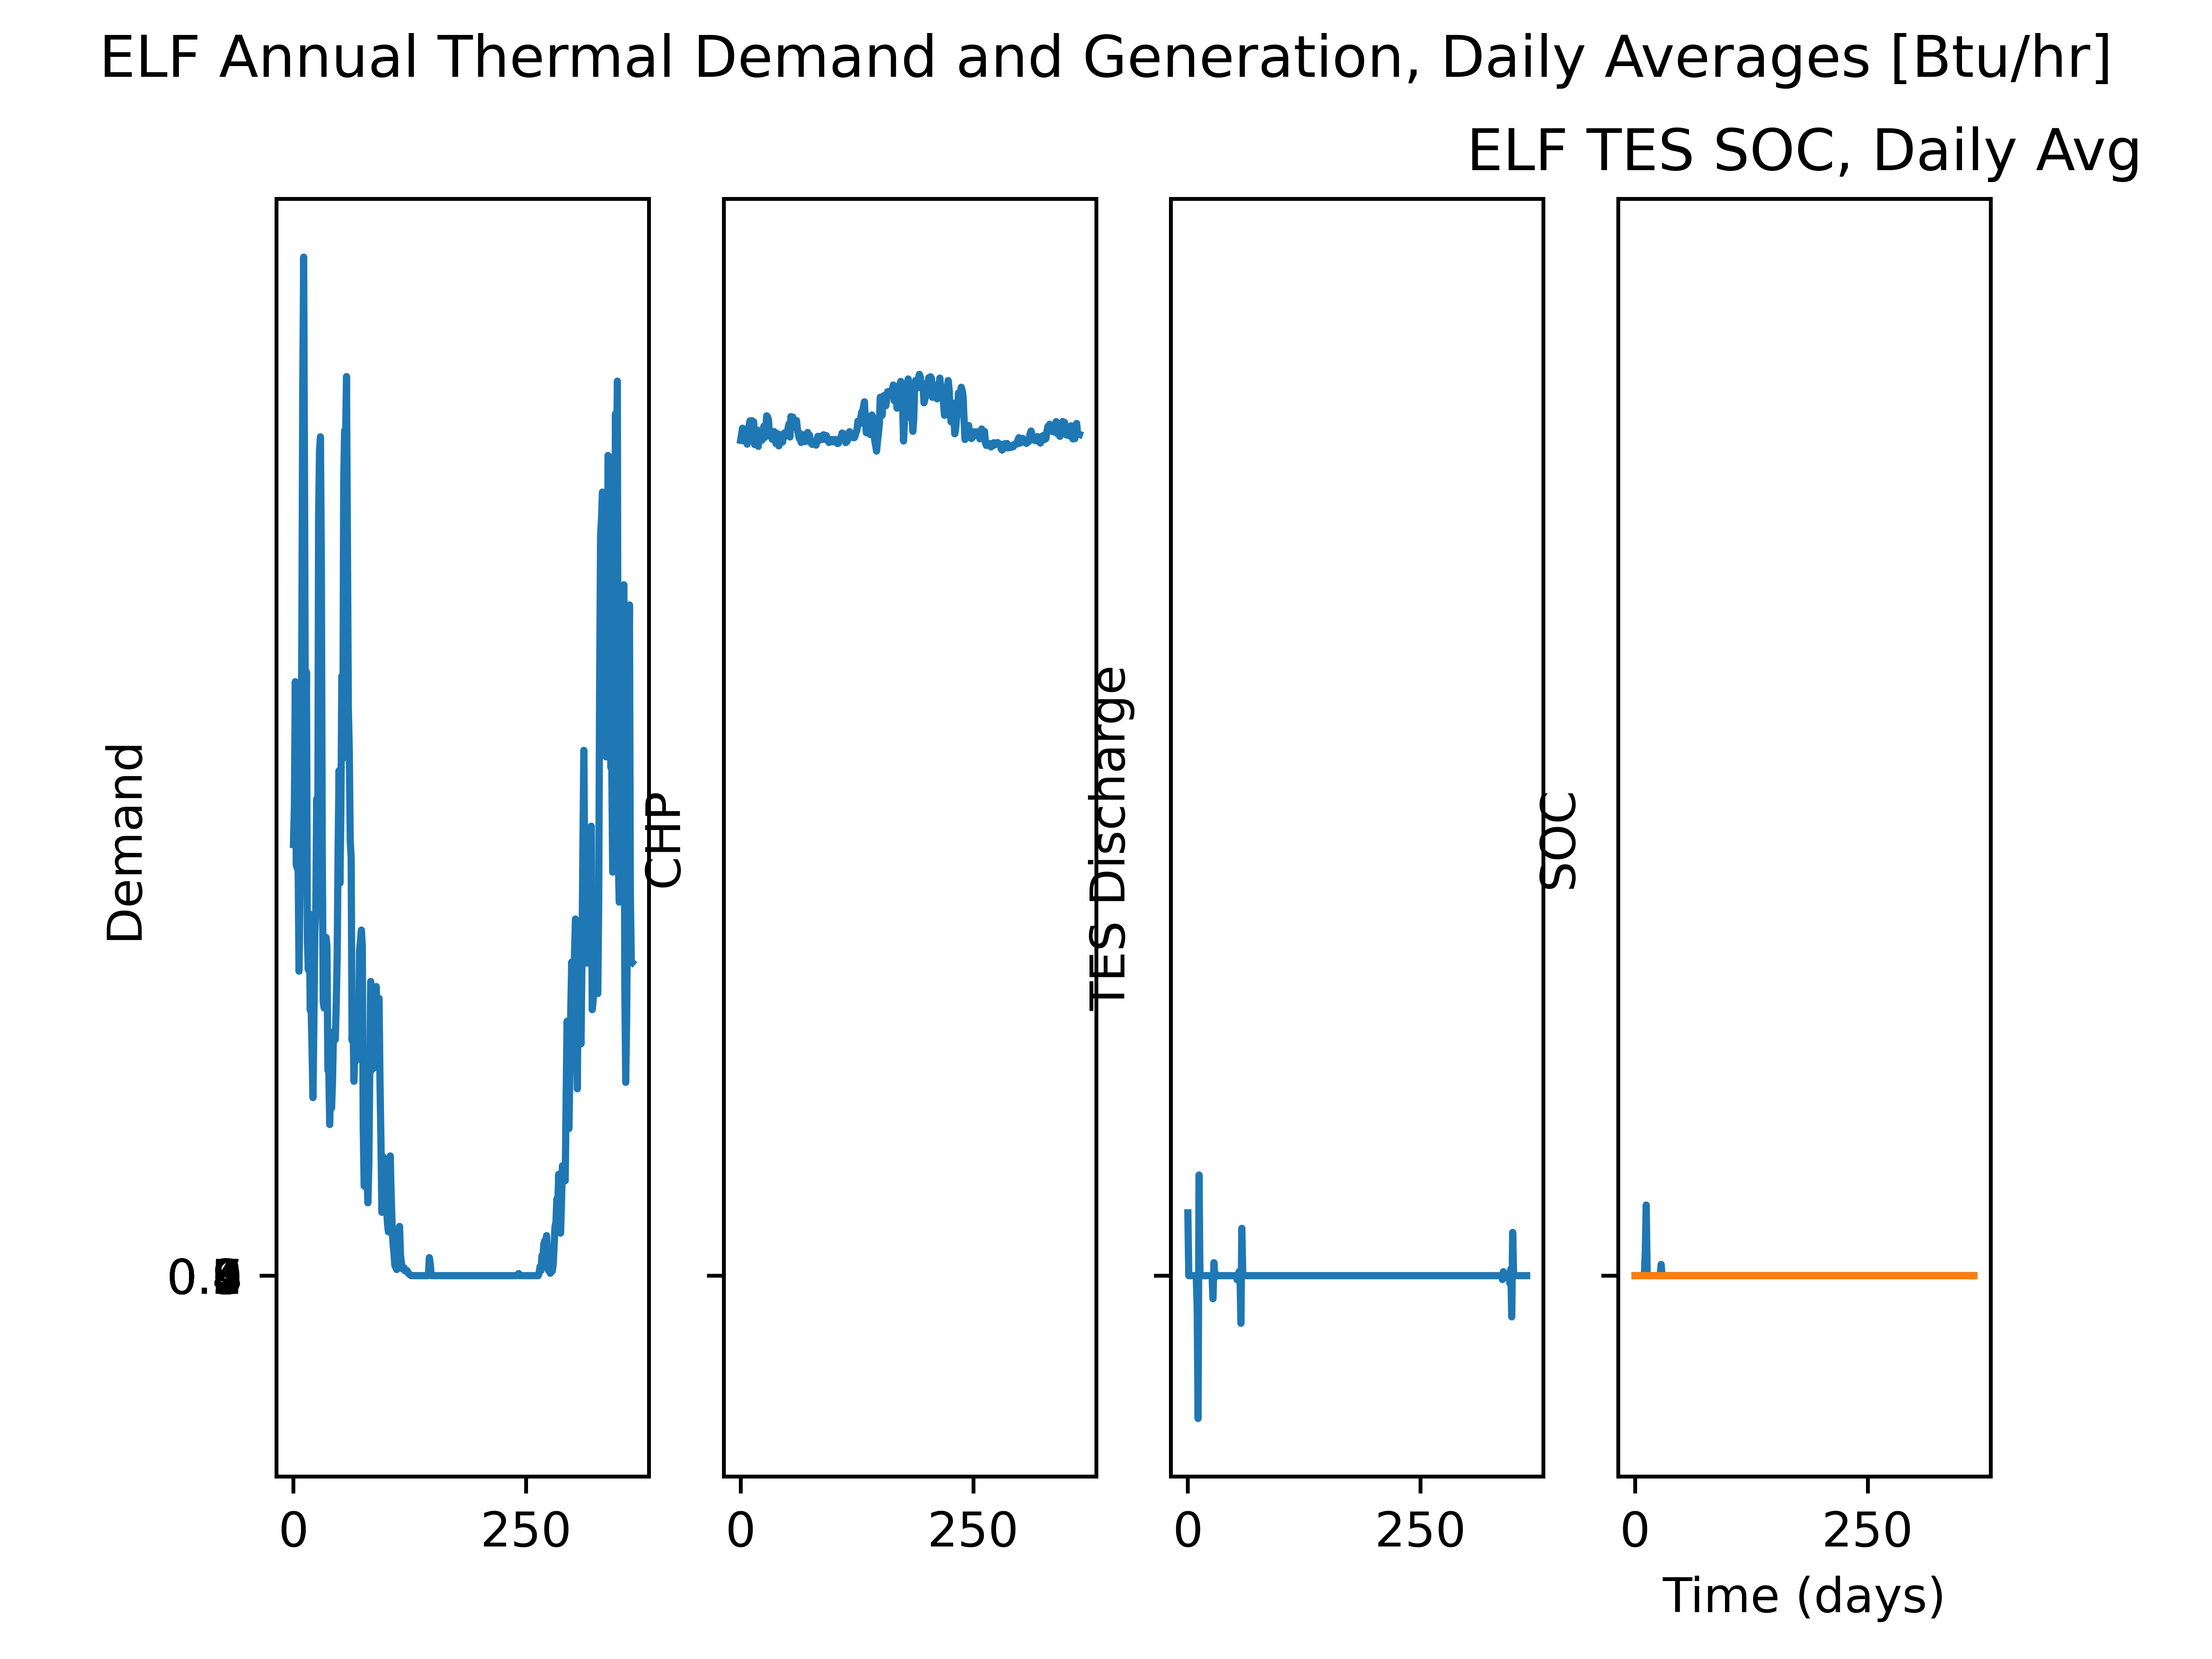 ELF Annual Thermal Demand and Generation, Daily Averages [Btu/hr]
ELF TES SOC, Daily Avg
Demand
CHP
TES Discharge
SOC
0 250
0 250
0 250
0 250
Time (days)